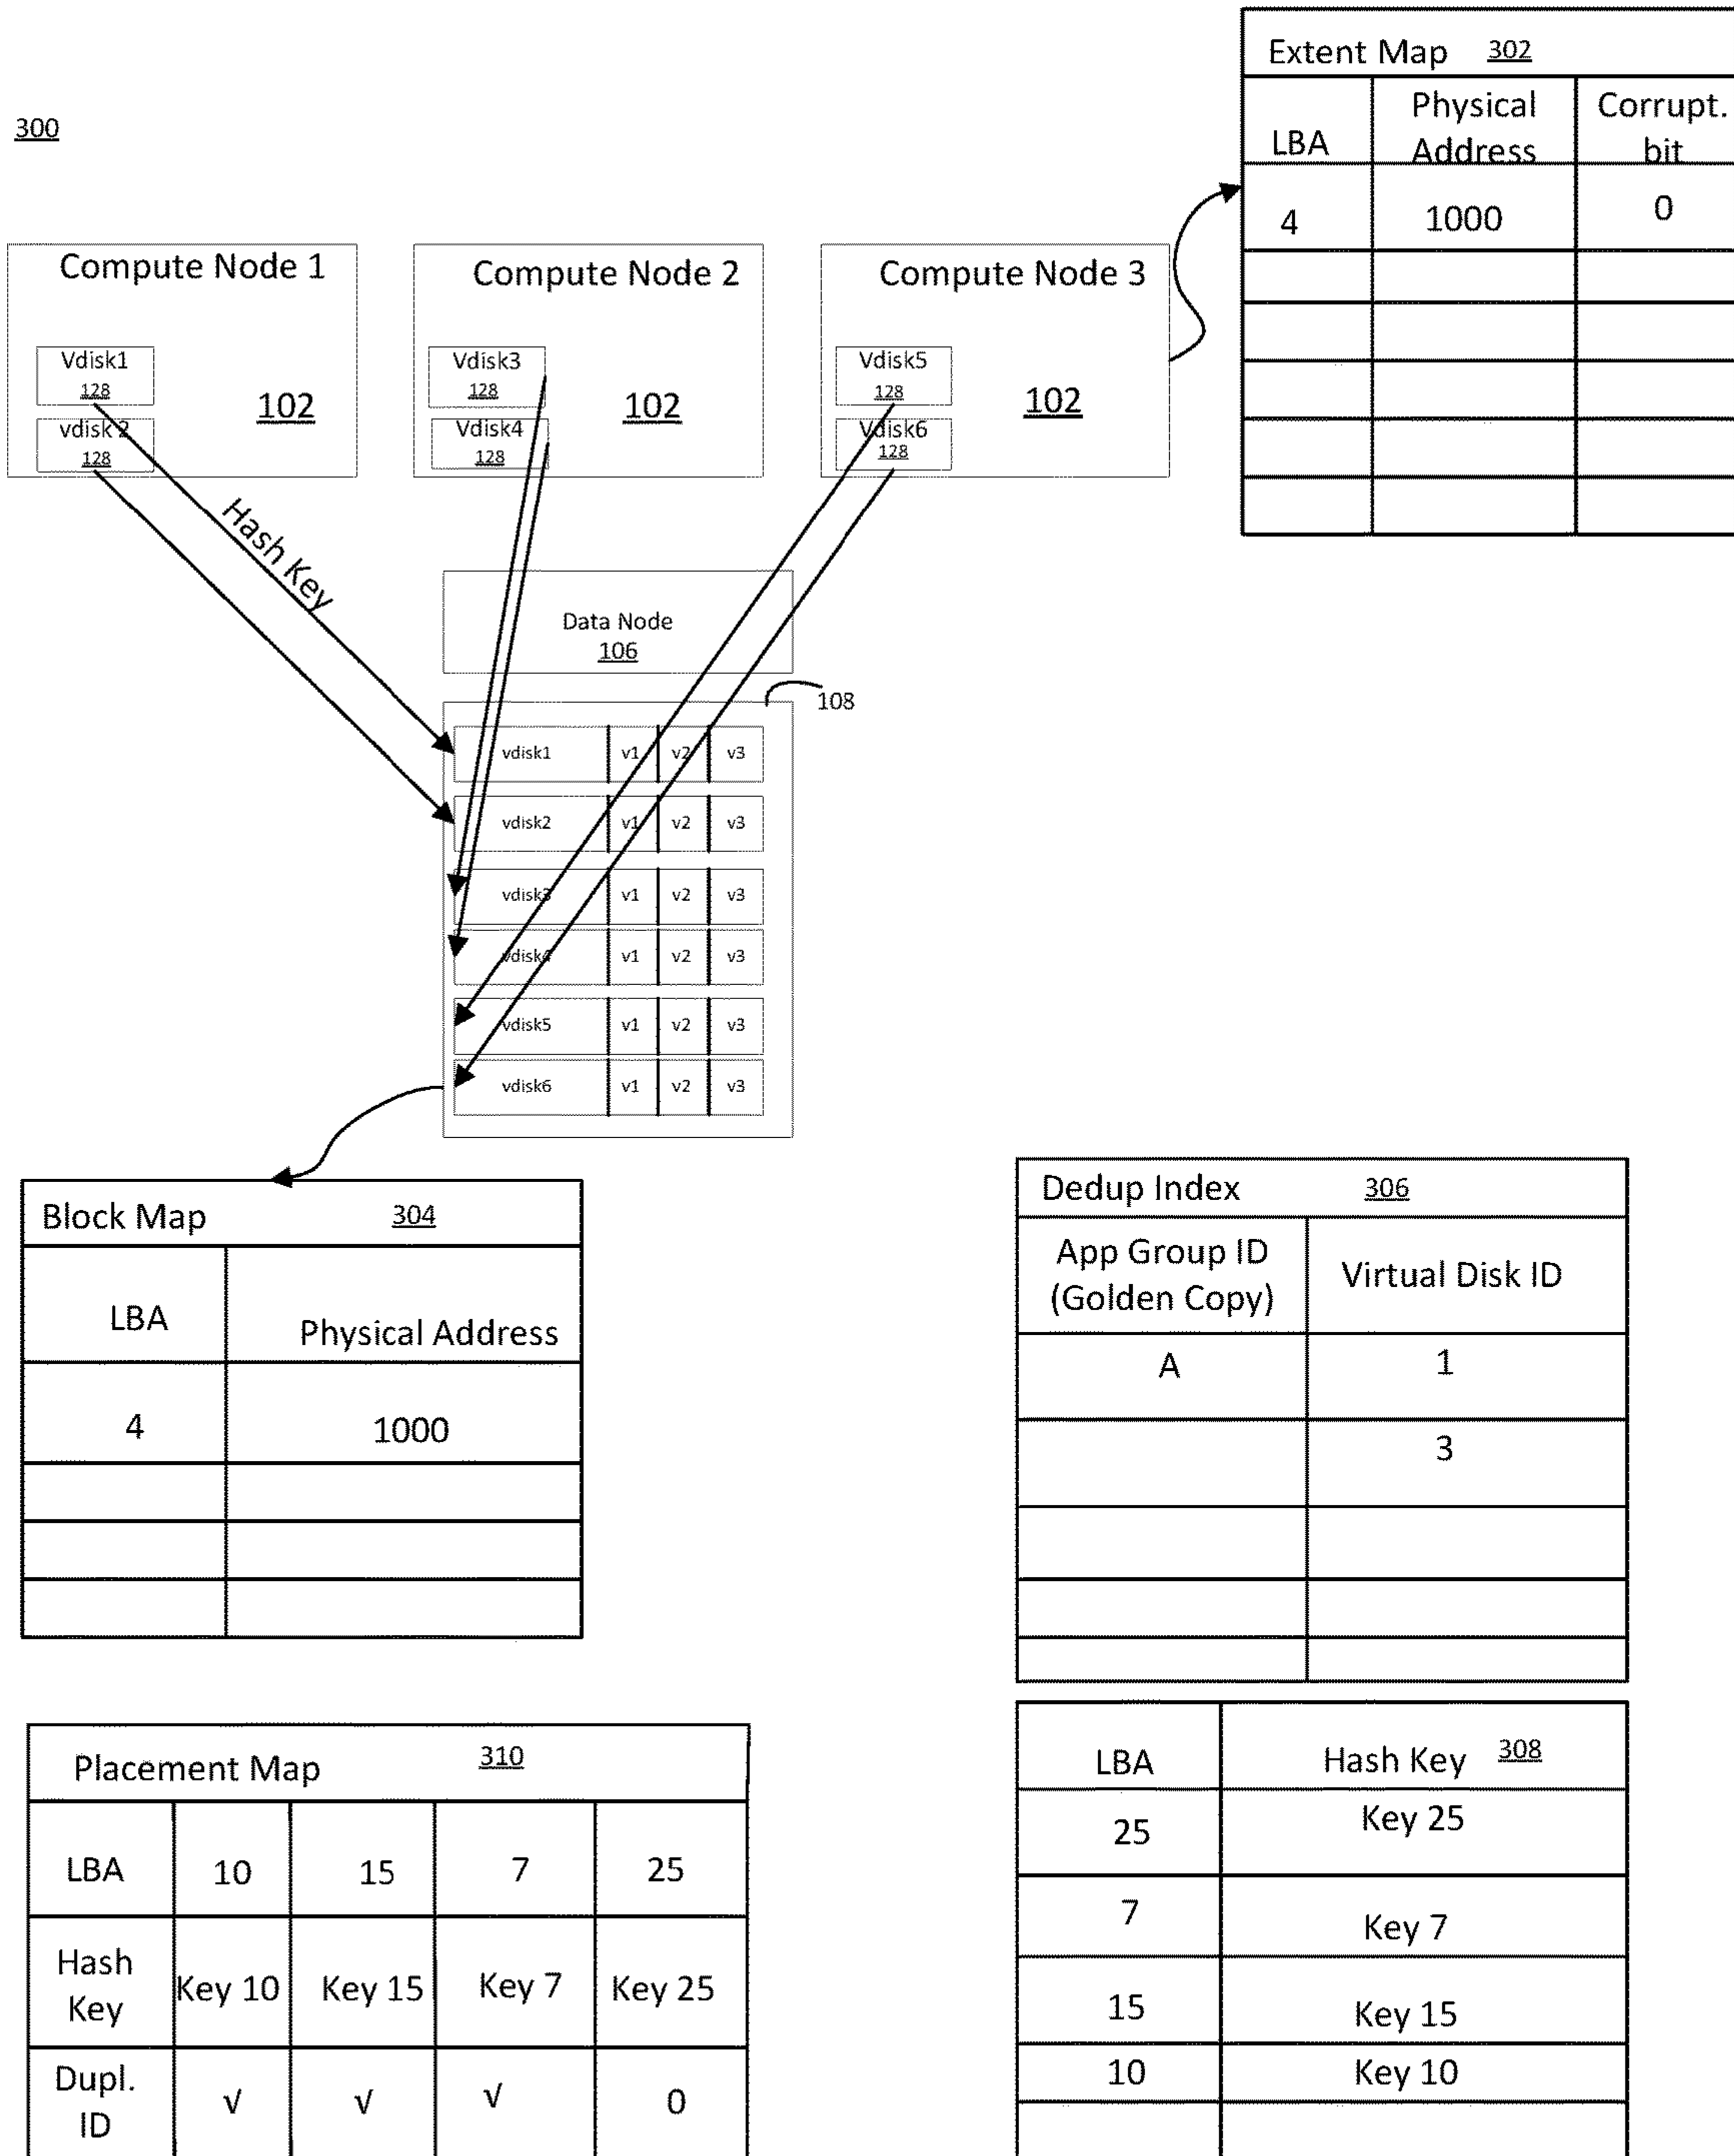 300
Extent Map 302
LBA Physical Address Corrupt. bit
4 1000 0
Compute Node 1
Vdisk1
128
vdisk 2
128
102
Compute Node 2
Vdisk3
128
Vdisk4
128
102
Compute Node 3
Vdisk5
128
Vdisk6
128
102
Hash Key
Data Node
106
108
vdisk1 v1 v2 v3
vdisk2 v1 v2 v3
vdisk3 v1 v2 v3
vdisk4 v1 v2 v3
vdisk5 v1 v2 v3
vdisk6 v1 v2 v3
Block Map 304
LBA Physical Address
4 1000
Dedup Index 306
App Group ID (Golden Copy) Virtual Disk ID
A 1
3
Placement Map 310
LBA 10 15 7 25
Hash Key Key 10 Key 15 Key 7 Key 25
Dupl. ID √ √ √ 0
LBA Hash Key 308
25 Key 25
7 Key 7
15 Key 15
10 Key 10